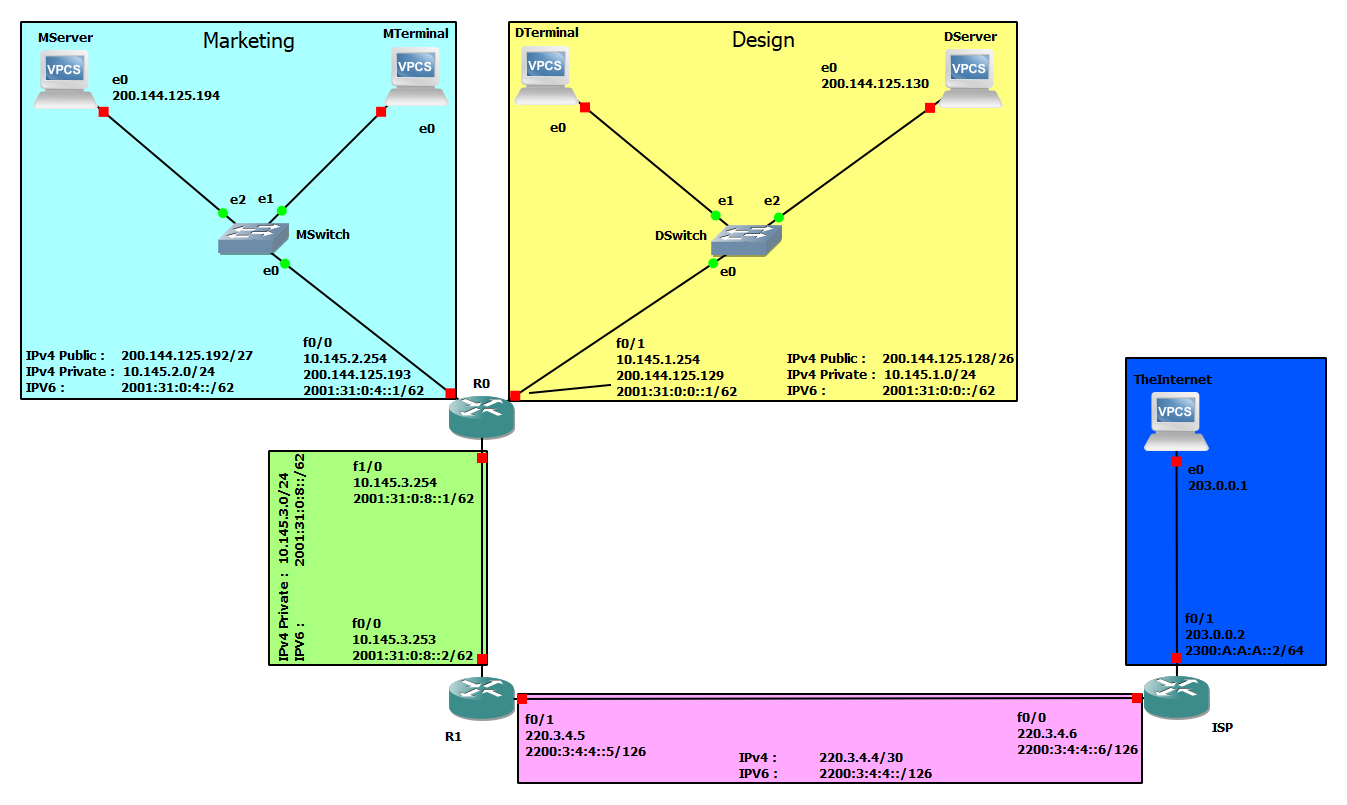 MServer
Marketing
MTerminal
VPCS
VPCS
e0
200.144.125.194
e0
e2
e1
MSwitch
e0
IPv4 Public : 200.144.125.192/27
IPv4 Private : 10.145.2.0/24
IPV6 : 2001:31:0:4::/62
f0/0
10.145.2.254
200.144.125.193
2001:31:0:4::1/62
DTerminal
Design
DServer
VPCS
VPCS
e0
200.144.125.130
e0
e1
e2
DSwitch
e0
f0/1
10.145.1.254
200.144.125.129
2001:31:0:0::1/62
IPv4 Public : 200.144.125.128/26
IPv4 Private : 10.145.1.0/24
IPV6 : 2001:31:0:0::/62
R0
IPv4 Private : 10.145.3.0/24
IPV6 : 2001:31:0:8::/62
f1/0
10.145.3.254
2001:31:0:8::1/62
f0/0
10.145.3.253
2001:31:0:8::2/62
R1
TheInternet
VPCS
e0
203.0.0.1
f0/1
203.0.0.2
2300:A:A:A::2/64
ISP
f0/1
220.3.4.5
2200:3:4:4::5/126
IPv4 : 220.3.4.4/30
IPV6 : 2200:3:4:4::/126
f0/0
220.3.4.6
2200:3:4:4::6/126